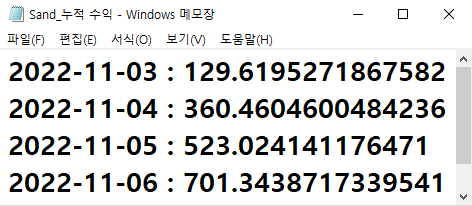 Sand_누적 수익 - Windows 메모장
파일(F) 편집(E) 서식(O) 보기(V) 도움말(H)
2022-11-03 : 129.6195271867582
2022-11-04 : 360.4604600484236
2022-11-05 : 523.024141176471
2022-11-06 : 701.3438717339541